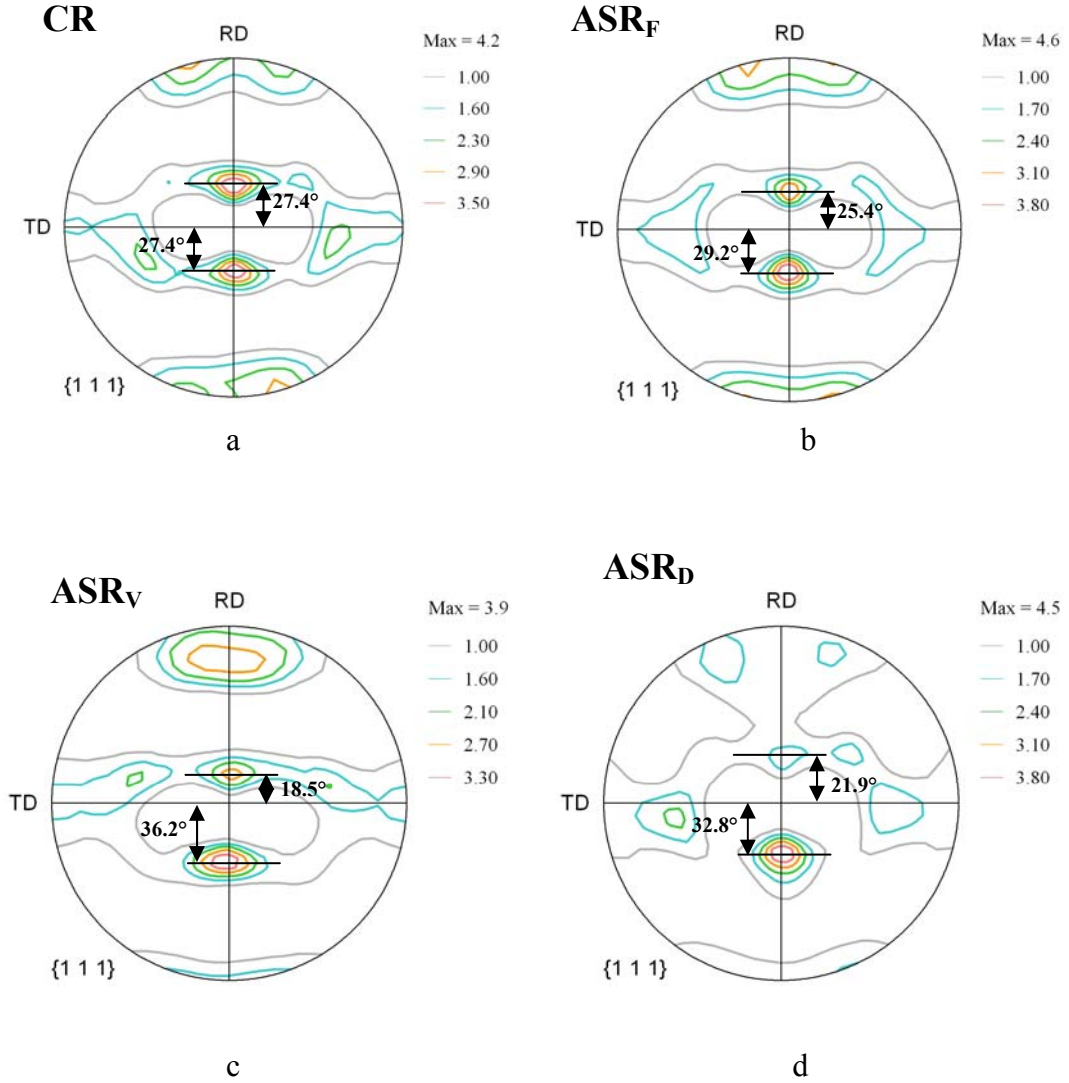 CR
RD
Max = 4.2
1.00
1.60
2.30
2.90
3.50
TD
27.4°
27.4°
{1 1 1}
a
ASR_F
RD
Max = 4.6
1.00
1.70
2.40
3.10
3.80
TD
25.4°
29.2°
{1 1 1}
b
ASR_V
RD
Max = 3.9
1.00
1.60
2.10
2.70
3.30
TD
18.5°
36.2°
{1 1 1}
c
ASR_D
RD
Max = 4.5
1.00
1.70
2.40
3.10
3.80
TD
21.9°
32.8°
{1 1 1}
d